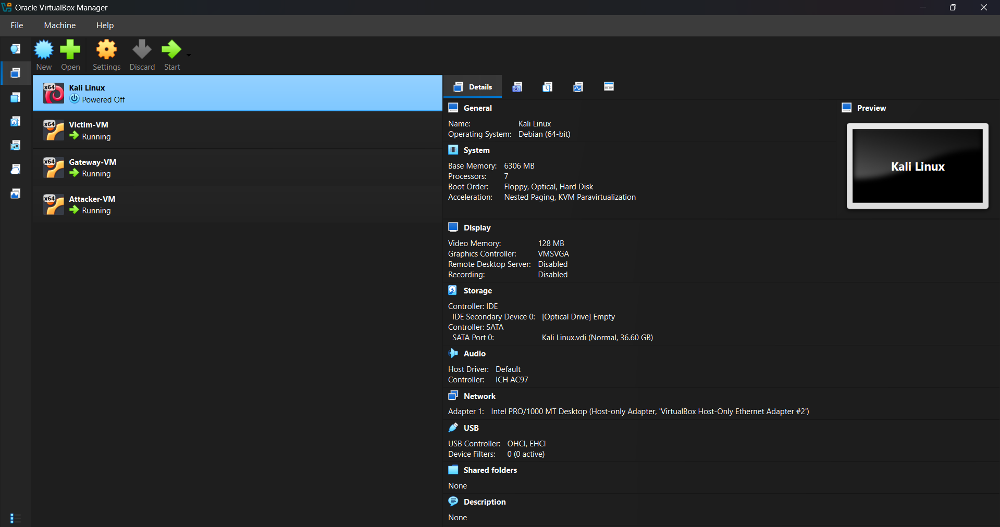 Oracle VirtualBox Manager
File Machine Help
New Open Settings Discard Start
x64 Kali Linux
Powered Off
x64 Victim-VM
Running
x64 Gateway-VM
Running
x64 Attacker-VM
Running
Details
General
Name: Kali Linux
Operating System: Debian (64-bit)
System
Base Memory: 6306 MB
Processors: 7
Boot Order: Floppy, Optical, Hard Disk
Acceleration: Nested Paging, KVM Paravirtualization
Preview
Kali Linux
Display
Video Memory: 128 MB
Graphics Controller: VMSVGA
Remote Desktop Server: Disabled
Recording: Disabled
Storage
Controller: IDE
IDE Secondary Device 0: [Optical Drive] Empty
Controller: SATA
SATA Port 0: Kali Linux.vdi (Normal, 36.60 GB)
Audio
Host Driver: Default
Controller: ICH AC97
Network
Adapter 1: Intel PRO/1000 MT Desktop (Host-only Adapter, 'VirtualBox Host-Only Ethernet Adapter #2')
USB
USB Controller: OHCI, EHCI
Device Filters: 0 (0 active)
Shared folders
None
Description
None